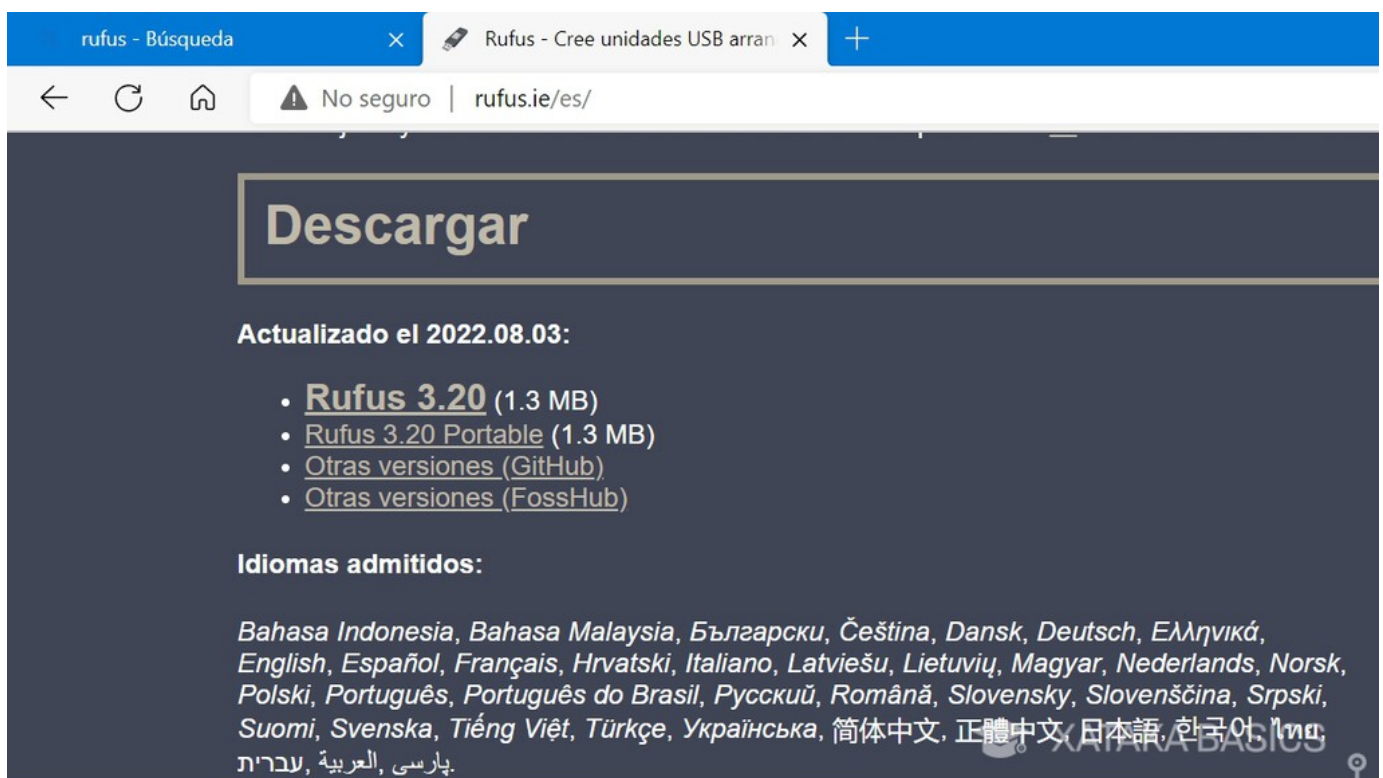 rufus - Búsqueda
Rufus - Cree unidades USB arran
No seguro | rufus.ie/es/
Descargar
Actualizado el 2022.08.03:
• Rufus 3.20 (1.3 MB)
• Rufus 3.20 Portable (1.3 MB)
• Otras versiones (GitHub)
• Otras versiones (FossHub)
Idiomas admitidos:
Bahasa Indonesia, Bahasa Malaysia, Български, Čeština, Dansk, Deutsch, Ελληνικά,
English, Español, Français, Hrvatski, Italiano, Latviešu, Lietuvių, Magyar, Nederlands, Norsk,
Polski, Português, Português do Brasil, Русский, Română, Slovensky, Slovenščina, Srpski,
Suomi, Svenska, Tiếng Việt, Türkçe, Українська, 简体中文, 正體中文, 日本語, 한국어, ไทย,
עברית, العربية, پارسی.
XATAKA BASICS